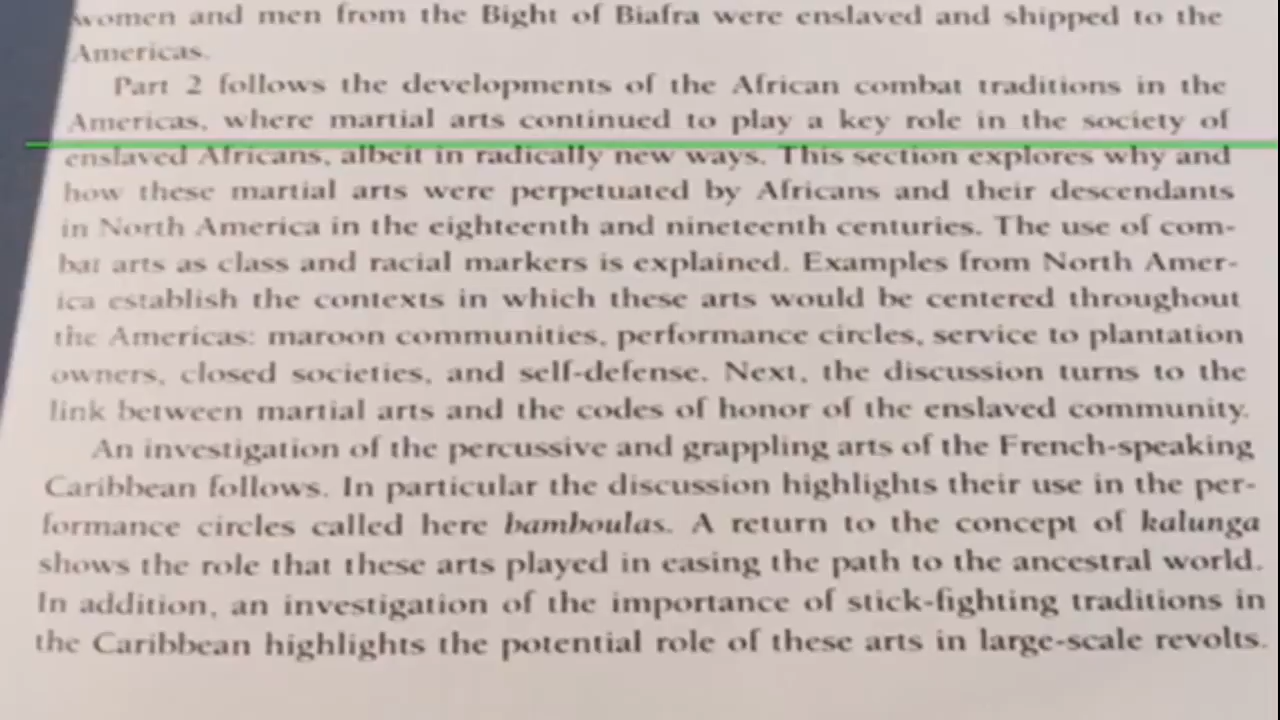 women and men from the Bight of Biafra were enslaved and shipped to the
Americas.
Part 2 follows the developments of the African combat traditions in the
Americas, where martial arts continued to play a key role in the society of
enslaved Africans, albeit in radically new ways. This section explores why and
how these martial arts were perpetuated by Africans and their descendants
in North America in the eighteenth and nineteenth centuries. The use of com-
bat arts as class and racial markers is explained. Examples from North Amer-
ica establish the contexts in which these arts would be centered throughout
the Americas: maroon communities, performance circles, service to plantation
owners, closed societies, and self-defense. Next, the discussion turns to the
link between martial arts and the codes of honor of the enslaved community.
An investigation of the percussive and grappling arts of the French-speaking
Caribbean follows. In particular the discussion highlights their use in the per-
formance circles called here bamboulas. A return to the concept of kalunga
shows the role that these arts played in easing the path to the ancestral world.
In addition, an investigation of the importance of stick-fighting traditions in
the Caribbean highlights the potential role of these arts in large-scale revolts.